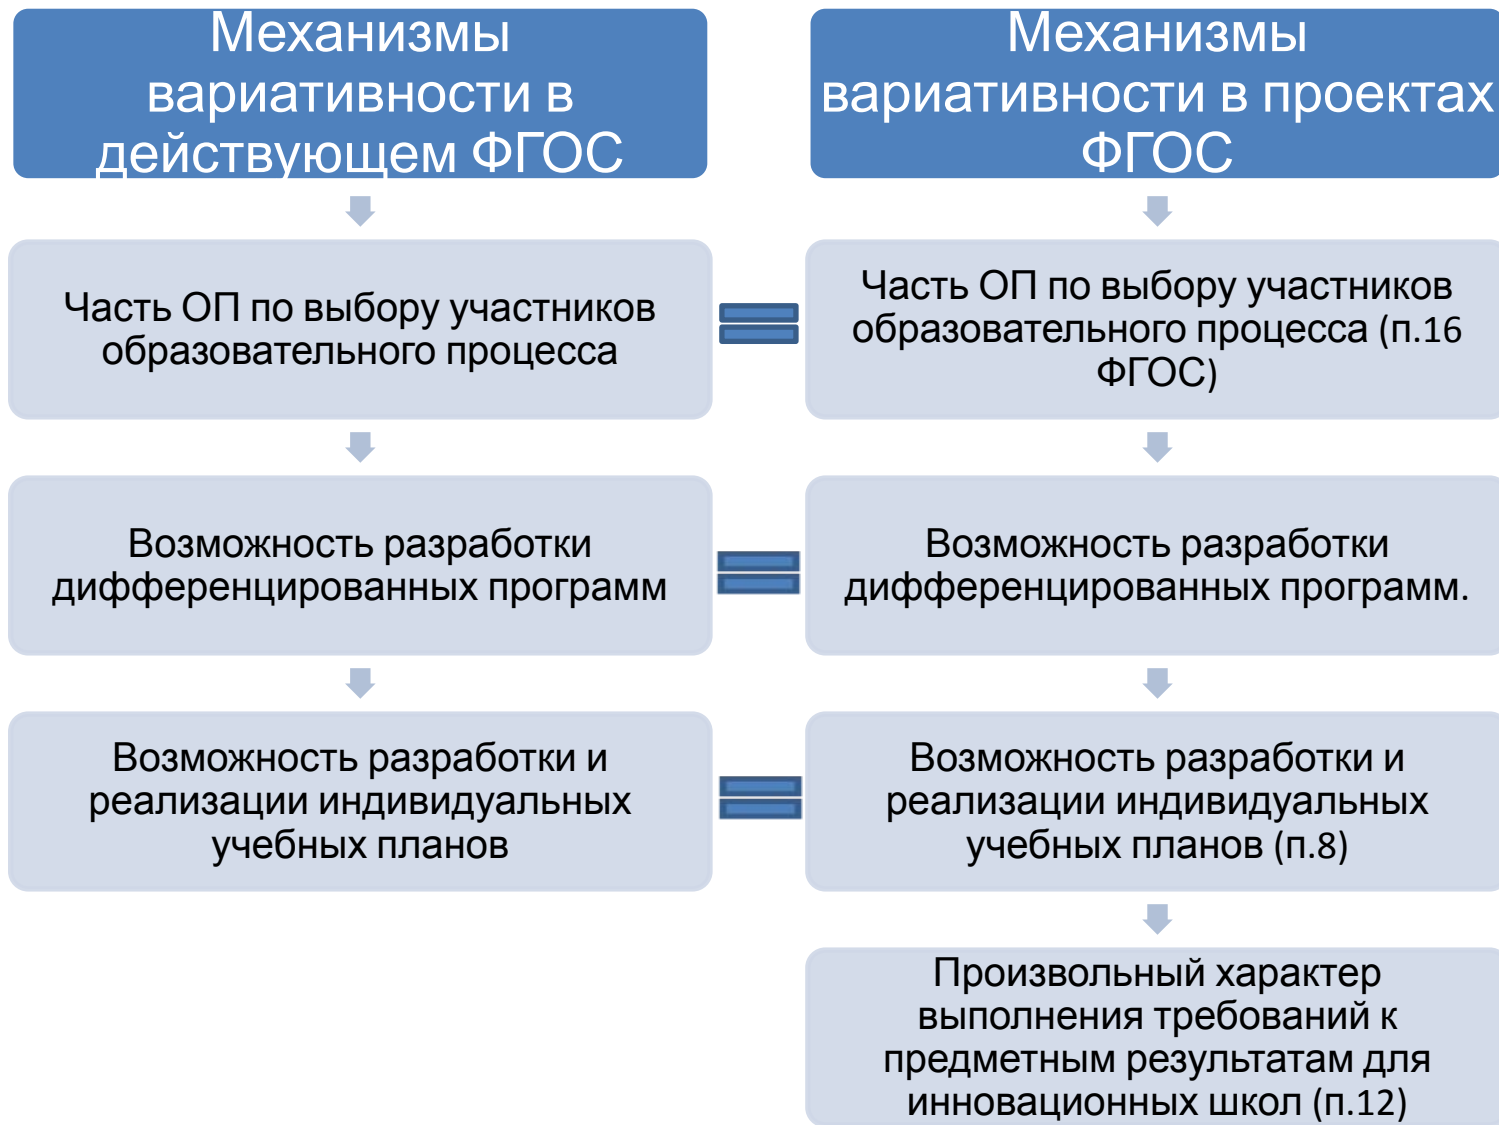 Механизмы
вариативности в
действующем ФГОС
Часть ОП по выбору участников
образовательного процесса
Возможность разработки
дифференцированных программ
Возможность разработки и
реализации индивидуальных
учебных планов
Механизмы
вариативности в проектах
ФГОС
Часть ОП по выбору участников
образовательного процесса (п.16
ФГОС)
Возможность разработки
дифференцированных программ.
Возможность разработки и
реализации индивидуальных
учебных планов (п.8)
Произвольный характер
выполнения требований к
предметным результатам для
инновационных школ (п.12)